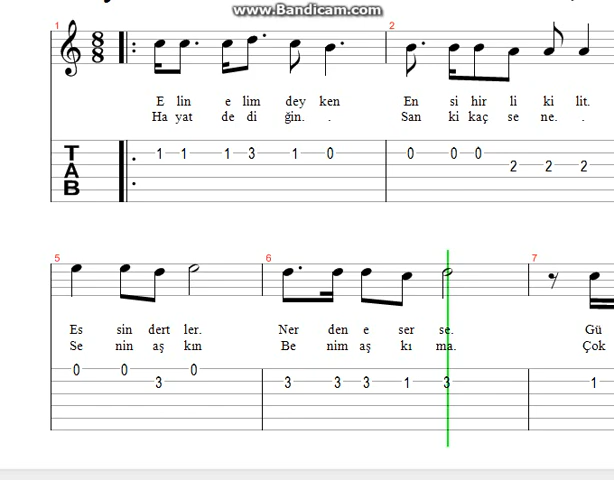 www.Bandicam.com
1 2
8
8
E lin e lim dey ken En si hir li ki lit.
Ha yat de di ğin. . San ki kaç se ne. .
T
A
B
1 1 1 3 1 0 0 0 0
2 2 2
5 6 7
Es sin dert ler. Ner den e ser se. Gü
Se nin aş kın Be nim aş kı ma. Çok
0 0 0
3 3 3 3 1 3 1